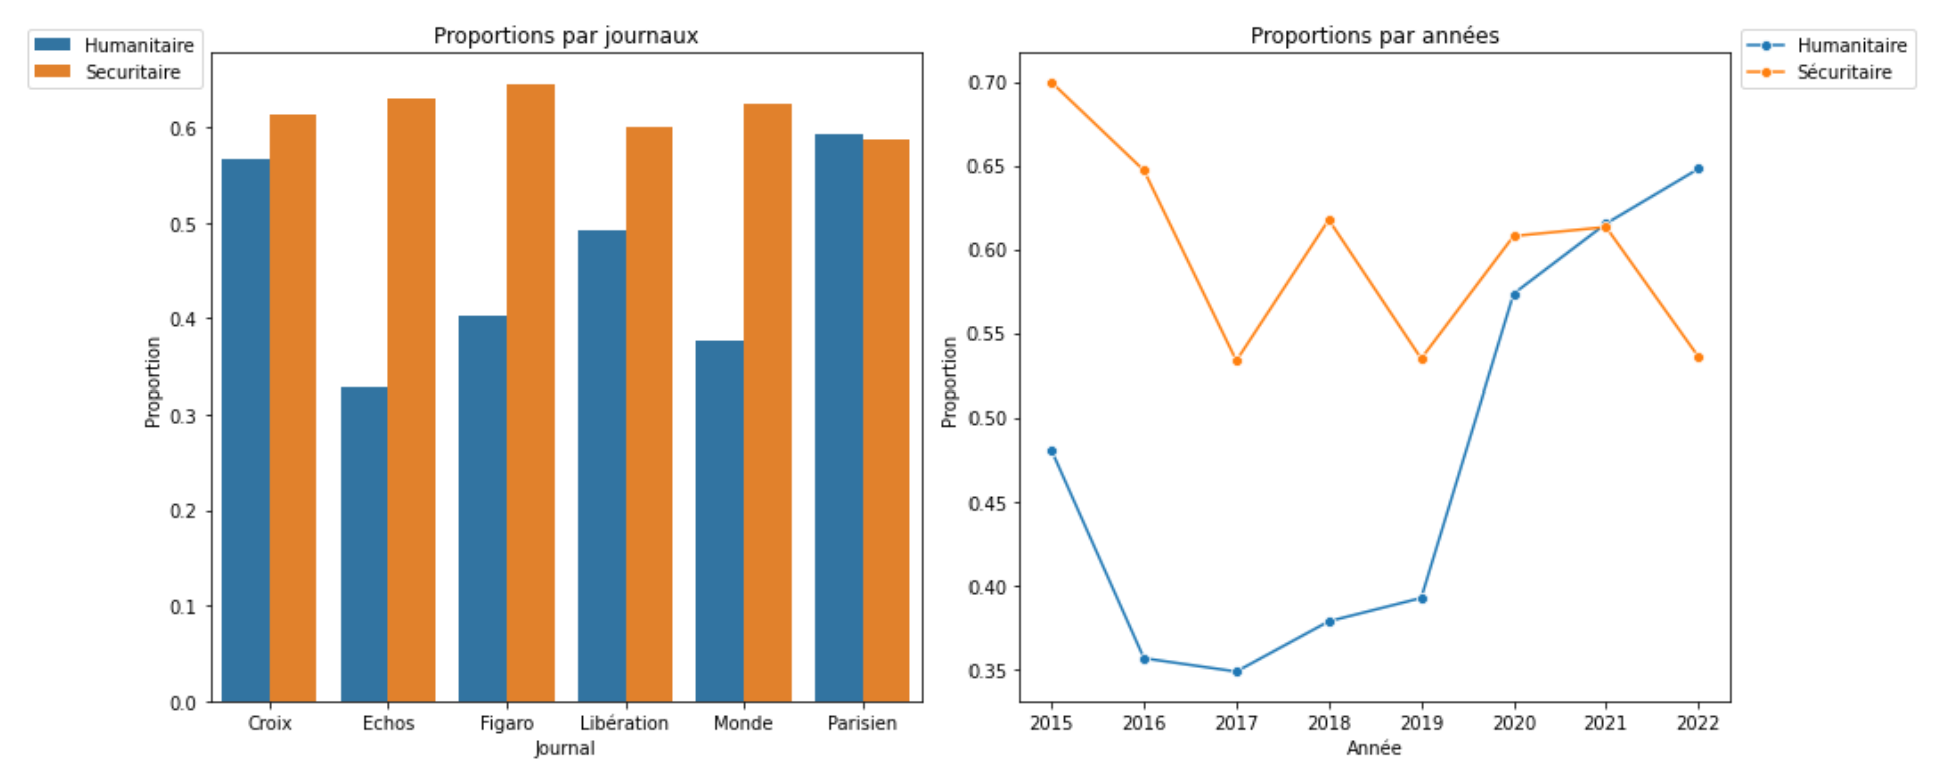 Proportions par journaux
Humanitaire
Securitaire
Proportion
0.6
0.5
0.4
0.3
0.2
0.1
0.0
Croix Echos Figaro Libération Monde Parisien
Journal
Proportions par années
Humanitaire
Sécuritaire
Proportion
0.70
0.65
0.60
0.55
0.50
0.45
0.40
0.35
2015 2016 2017 2018 2019 2020 2021 2022
Année